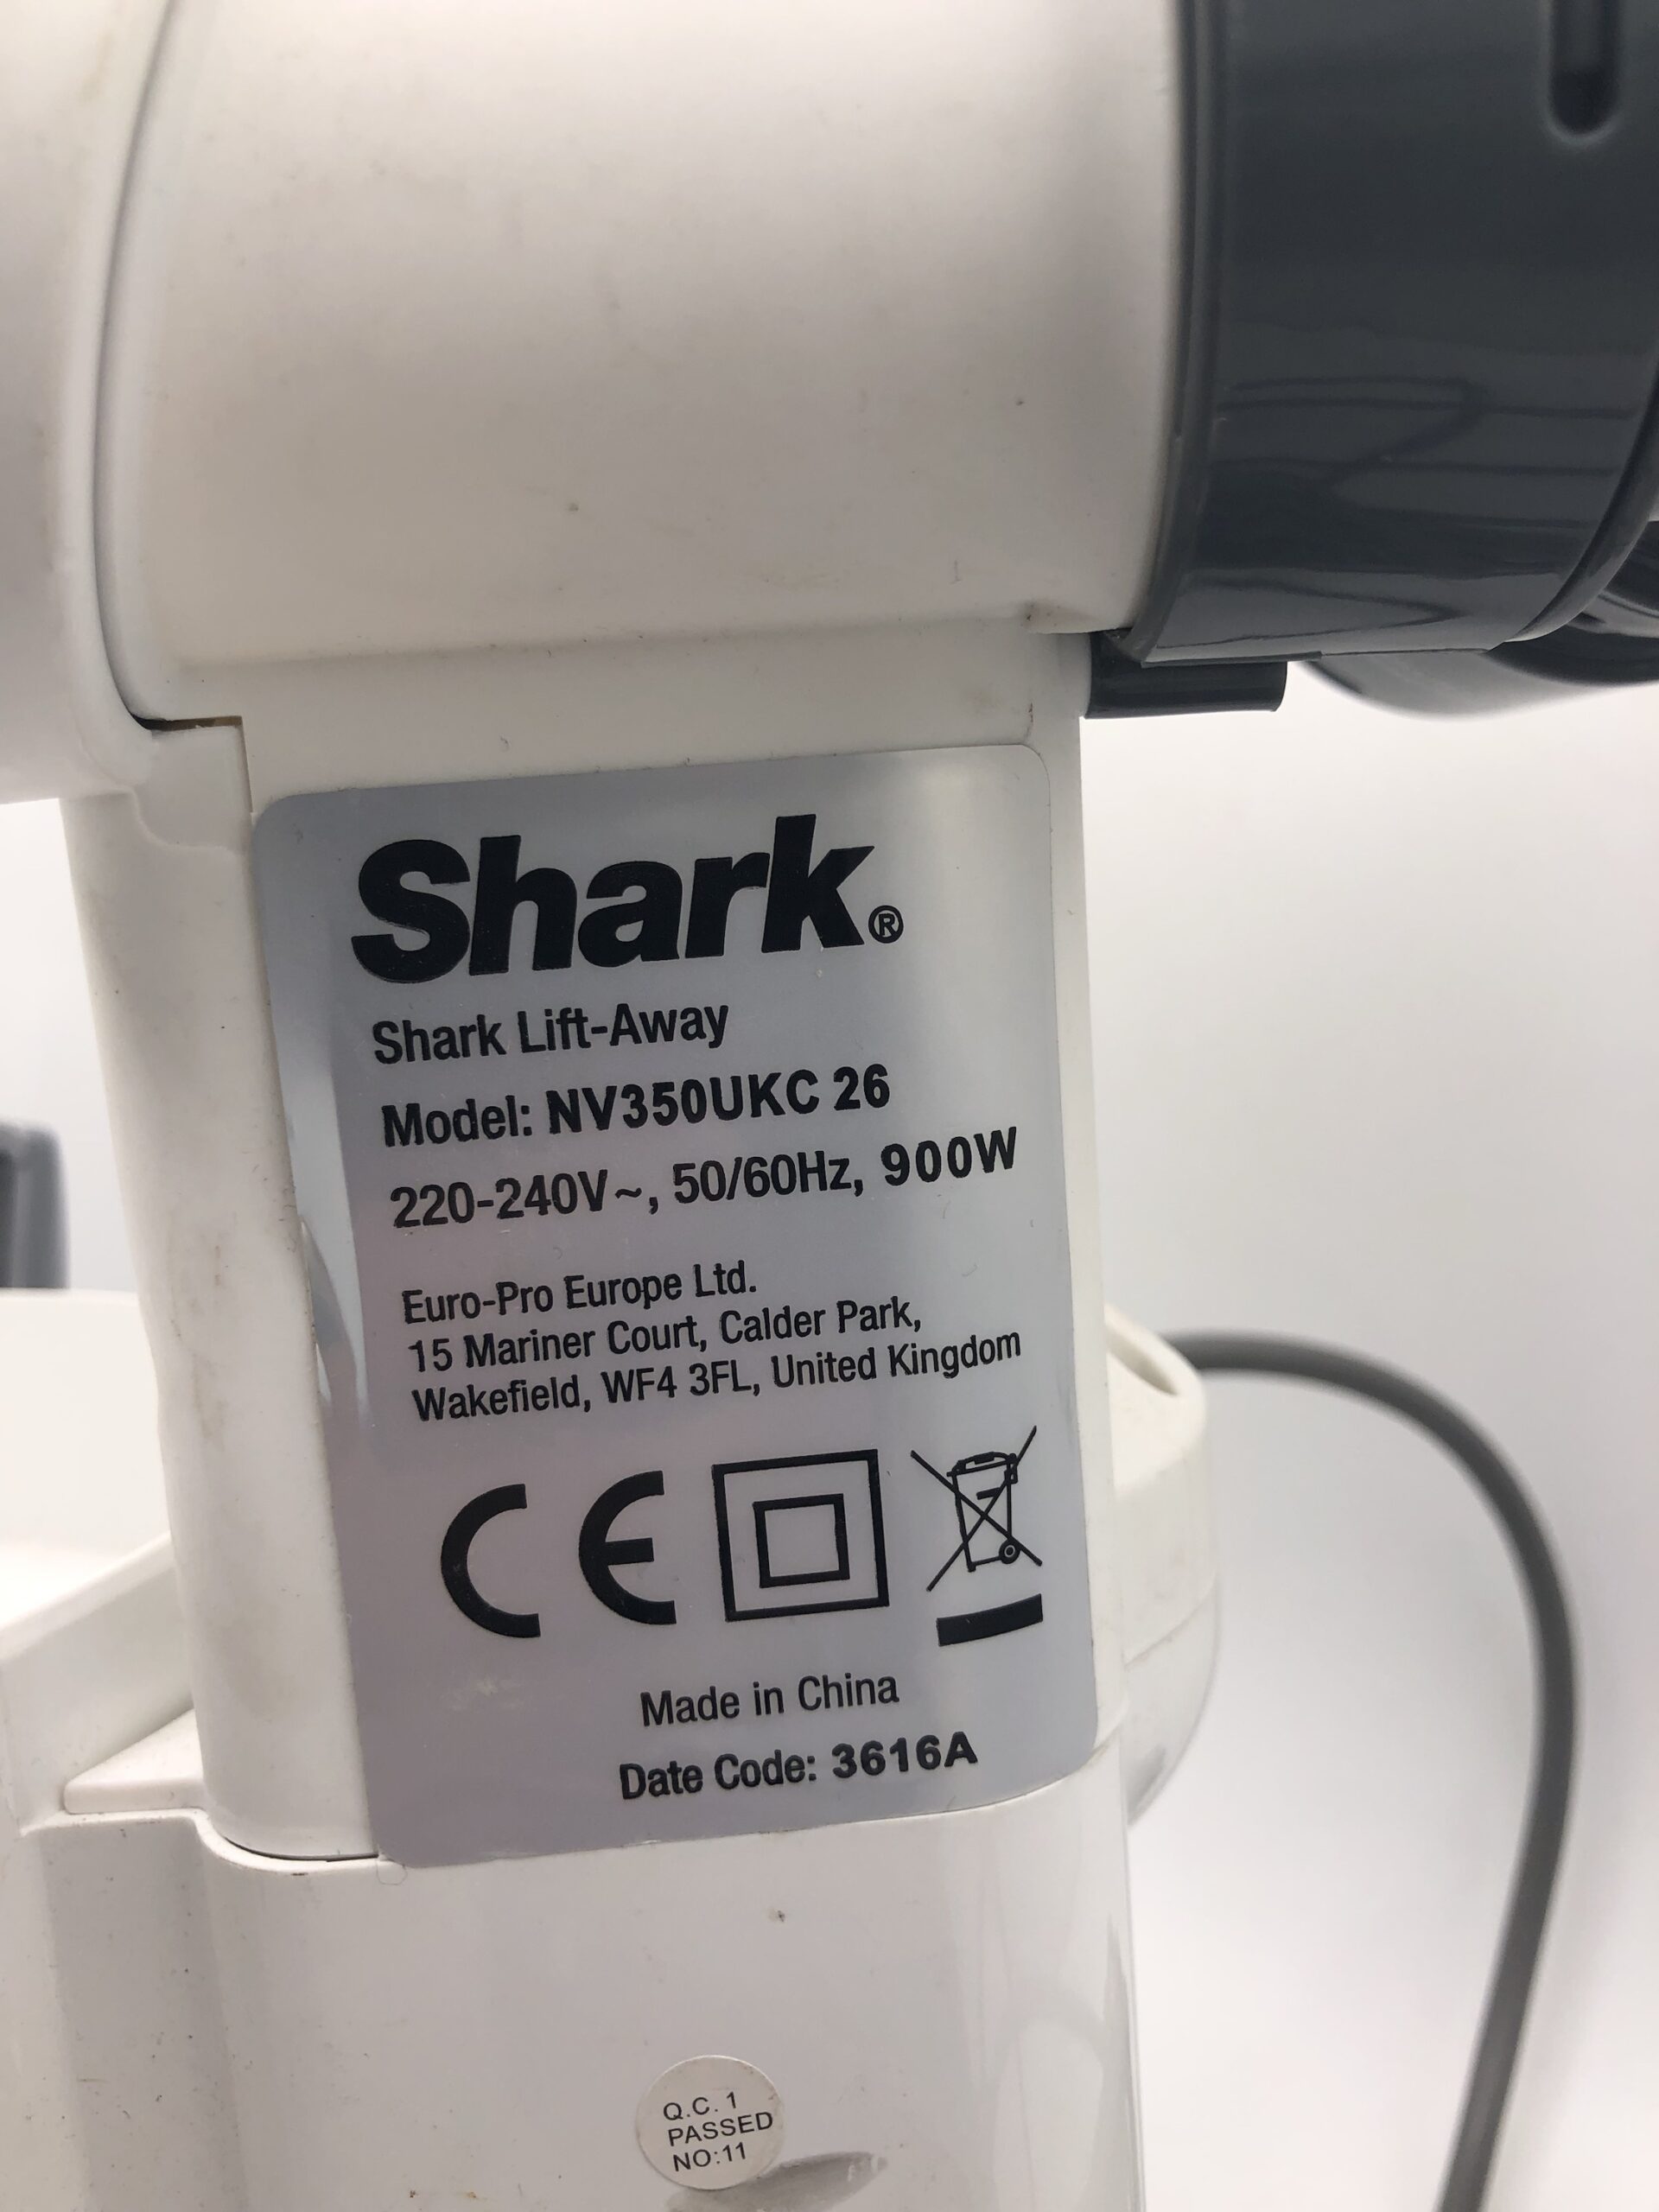 Shark®
Shark Lift-Away
Model: NV350UKC 26
220-240V~, 50/60Hz, 900W
Euro-Pro Europe Ltd.
15 Mariner Court, Calder Park,
Wakefield, WF4 3FL, United Kingdom
CE
Made in China
Date Code: 3616A
Q.C. 1
PASSED
NO:11